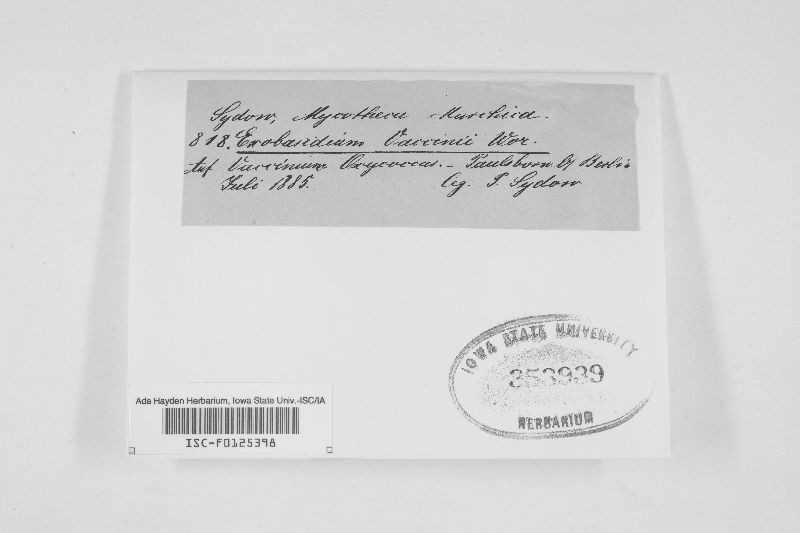 Sydow, Mycotheca Marchica.
818. Exobasidium Vaccinii Wor.
Auf Vaccinium Oxycoccus. – Paulsborn b/ Berlin
Juli 1885. leg. P. Sydow
IOWA STATE UNIVERSITY
353939
HERBARIUM
Ada Hayden Herbarium, Iowa State Univ.-ISC/IA
ISC-F0125398